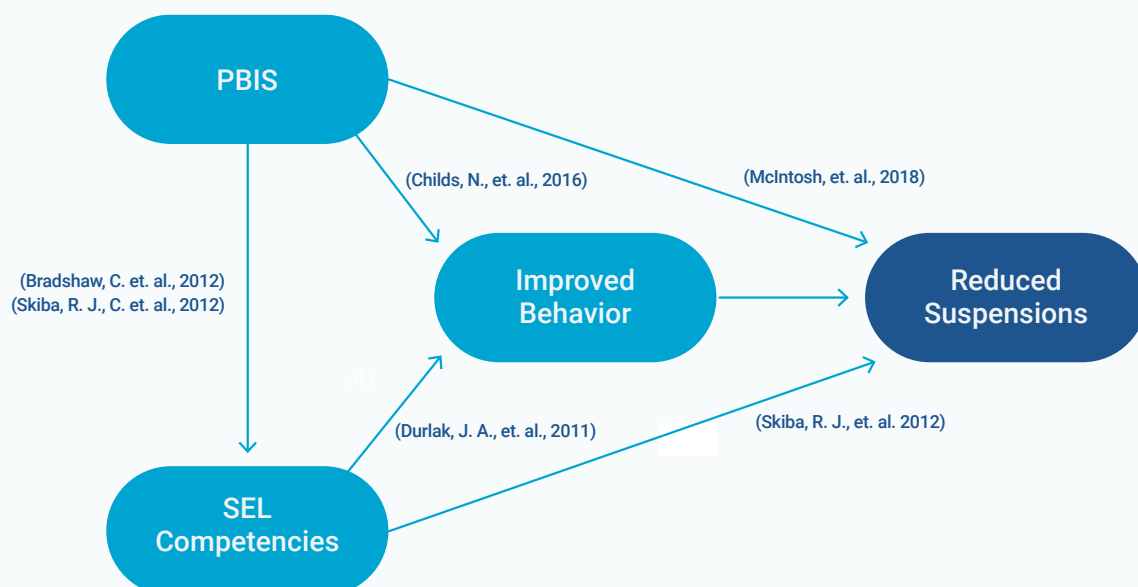 PBIS
(Childs, N., et. al., 2016)
(McIntosh, et. al., 2018)
(Bradshaw, C. et. al., 2012)
(Skiba, R. J., C. et. al., 2012)
Improved
Behavior
Reduced
Suspensions
41
(Durlak, J. A., et. al., 2011)
(Skiba, R. J., et. al. 2012)
SEL
Competencies